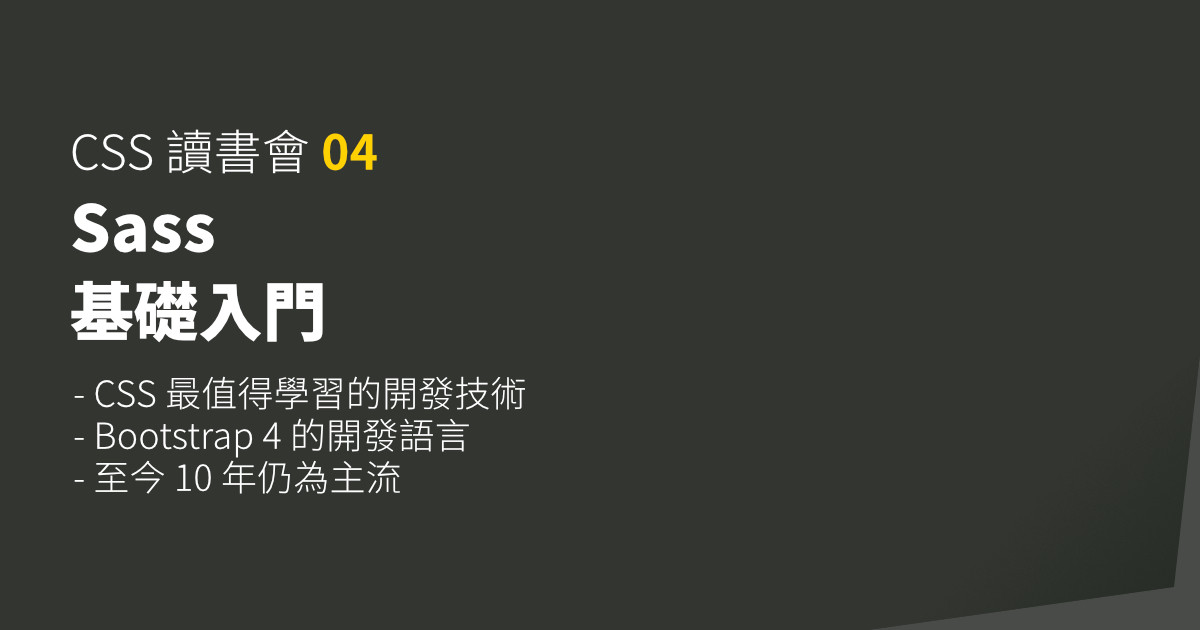 CSS 讀書會 04
Sass
基礎入門
- CSS 最值得學習的開發技術
- Bootstrap 4 的開發語言
- 至今 10 年仍為主流